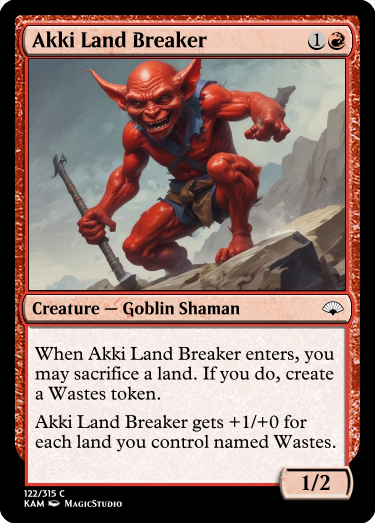 Akki Land Breaker 1
Creature — Goblin Shaman
When Akki Land Breaker enters, you
may sacrifice a land. If you do, create
a Wastes token.
Akki Land Breaker gets +1/+0 for
each land you control named Wastes.
1/2
122/315 C
KAM MagicStudio